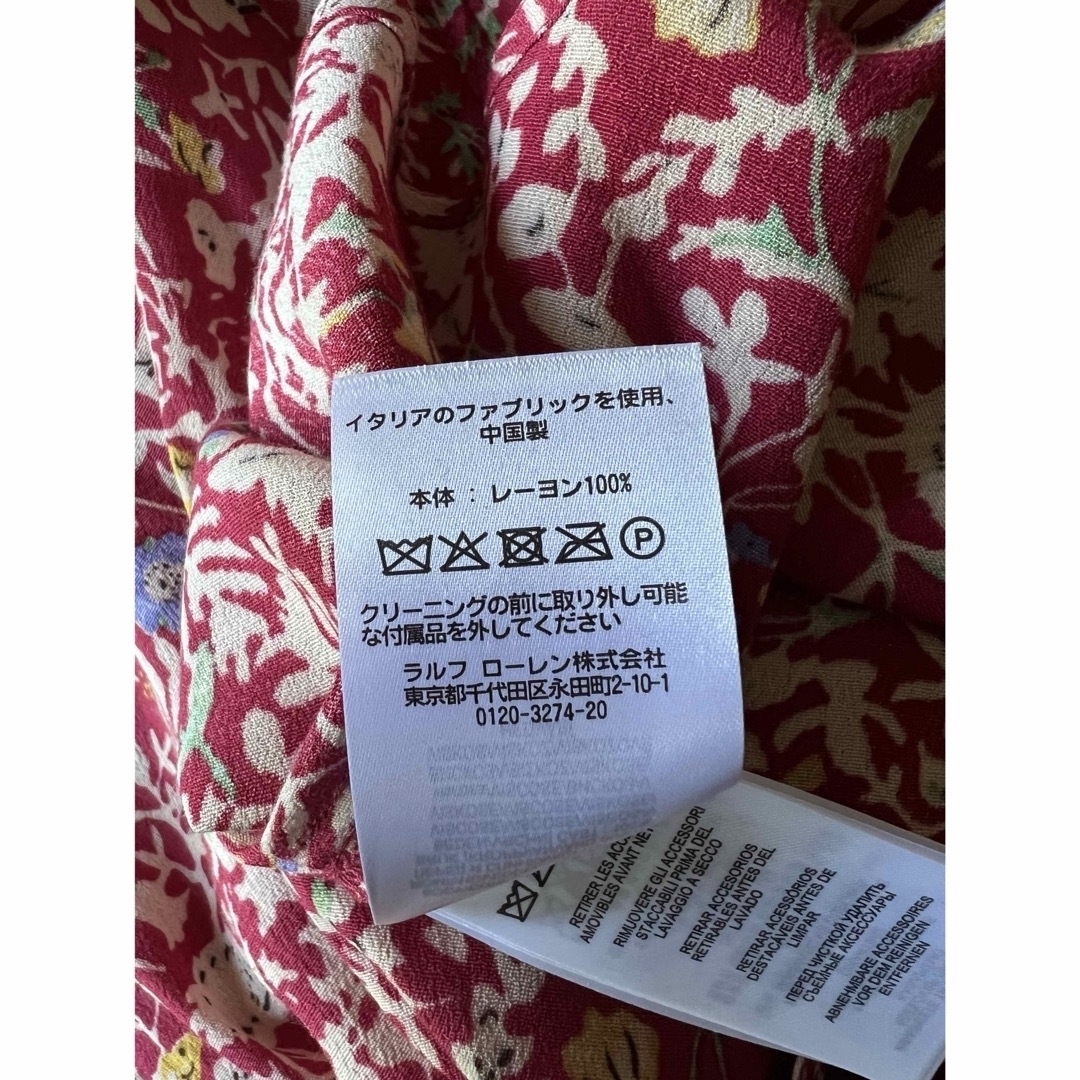 イタリアのファブリックを使用、
中国製
本体 : レーヨン100%
P
クリーニングの前に取り外し可能
な付属品を外してください
ラルフ ローレン株式会社
東京都千代田区永田町2-10-1
0120-3274-20
RETIRER LES ACC
AMOVIBLES AVANT NET
RIMUOVERE GLI ACCESSORI
STACCABILI PRIMA DEL
LAVAGGIO A SECCO
RETIRAR ACCESORIOS
RETIRABLES ANTES DEL
LAVADO
RETIRAR ACESSÓRIOS
DESTACÁVEIS ANTES DE
LIMPAR
ПЕРЕД ЧИСТКОЙ УДАЛИТЬ
СЪЕМНЫЕ АКСЕССУАРЫ
ABNEHMBARE ACCESSOIRES
VOR DEM REINIGEN
ENTFERNEN